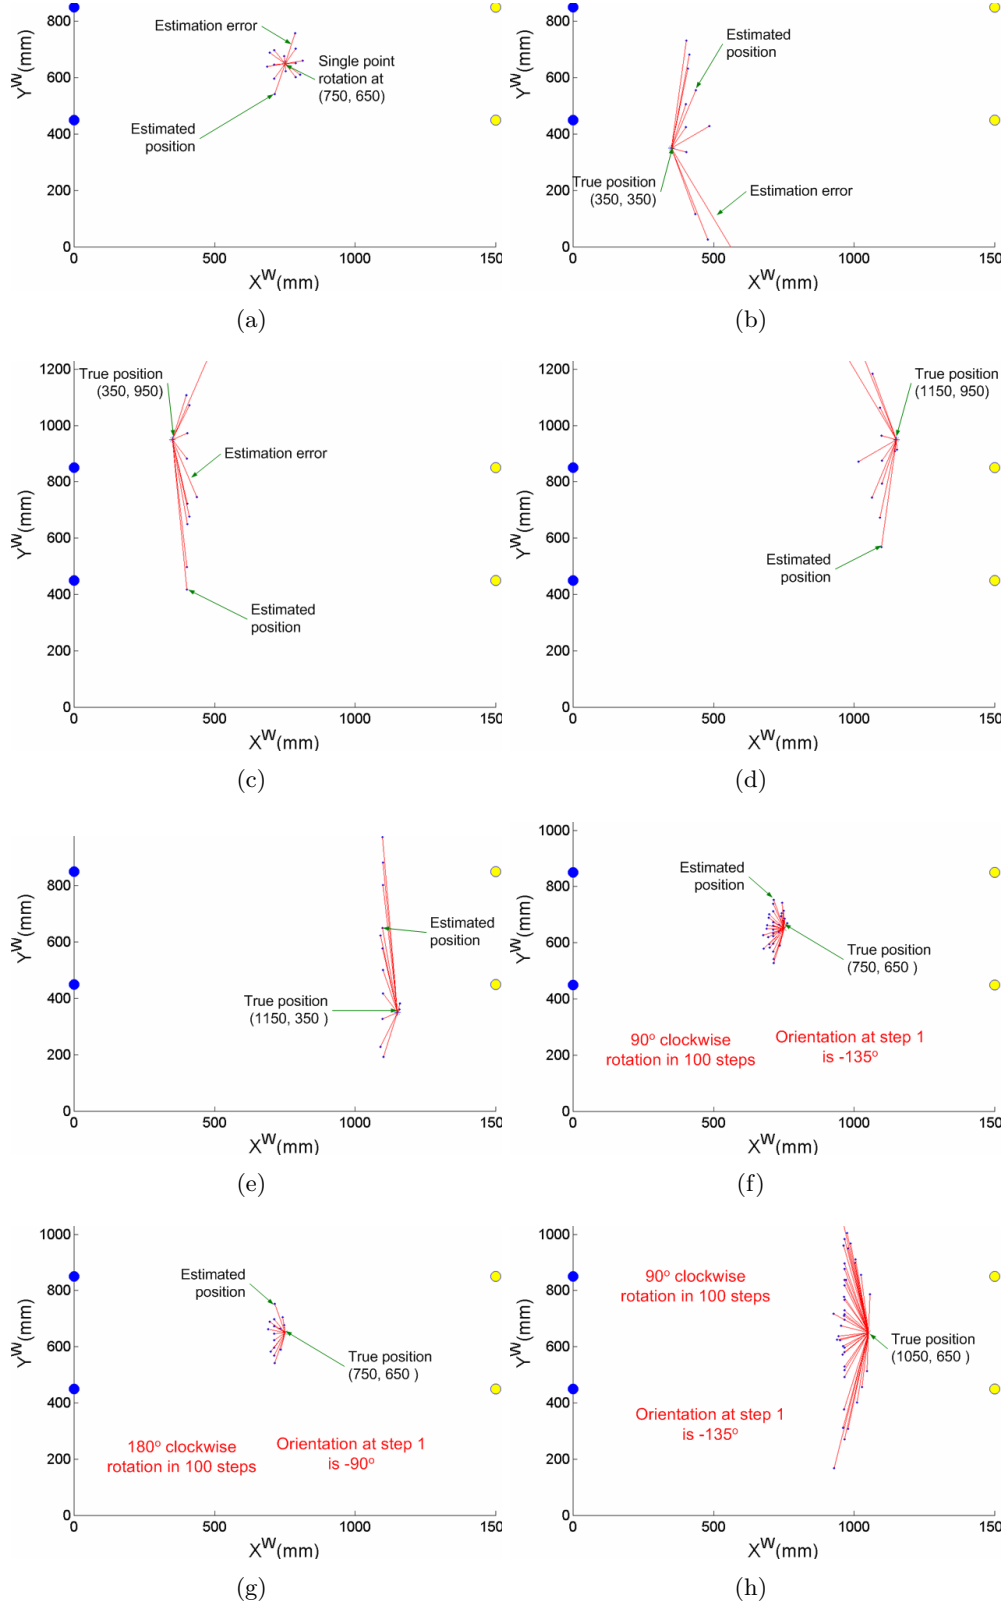 800
600
400
200
0
0
500
1000
150
Y^W(mm)
X^W(mm)
Estimation error
Single point
rotation at
(750, 650)
Estimated
position
(a)
800
600
400
200
0
0
500
1000
150
Y^W(mm)
X^W(mm)
Estimated
position
True position
(350, 350)
Estimation error
(b)
1200
1000
800
600
400
200
0
0
500
1000
150
Y^W(mm)
X^W(mm)
True position
(350, 950)
Estimation error
Estimated
position
(c)
1200
1000
800
600
400
200
0
0
500
1000
150
Y^W(mm)
X^W(mm)
True position
(1150, 950)
Estimated
position
(d)
800
600
400
200
0
0
500
1000
150
Y^W(mm)
X^W(mm)
Estimated
position
True position
(1150, 350 )
(e)
1000
800
600
400
200
0
0
500
1000
150
Y^W(mm)
X^W(mm)
Estimated
position
True position
(750, 650 )
90º clockwise
rotation in 100 steps
Orientation at step 1
is -135º
(f)
1000
800
600
400
200
0
0
500
1000
150
Y^W(mm)
X^W(mm)
Estimated
position
True position
(750, 650 )
180º clockwise
rotation in 100 steps
Orientation at step 1
is -90º
(g)
1000
800
600
400
200
0
0
500
1000
150
Y^W(mm)
X^W(mm)
90º clockwise
rotation in 100 steps
True position
(1050, 650 )
Orientation at step 1
is -135º
(h)